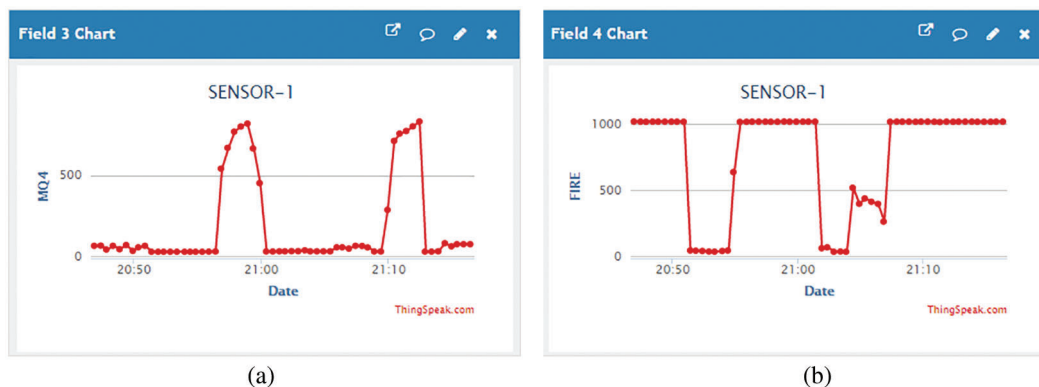 Field 3 Chart
SENSOR-1
MQ4
500
0
20:50 21:00 21:10
Date
ThingSpeak.com
(a)
Field 4 Chart
SENSOR-1
FIRE
1000
500
0
20:50 21:00 21:10
Date
ThingSpeak.com
(b)